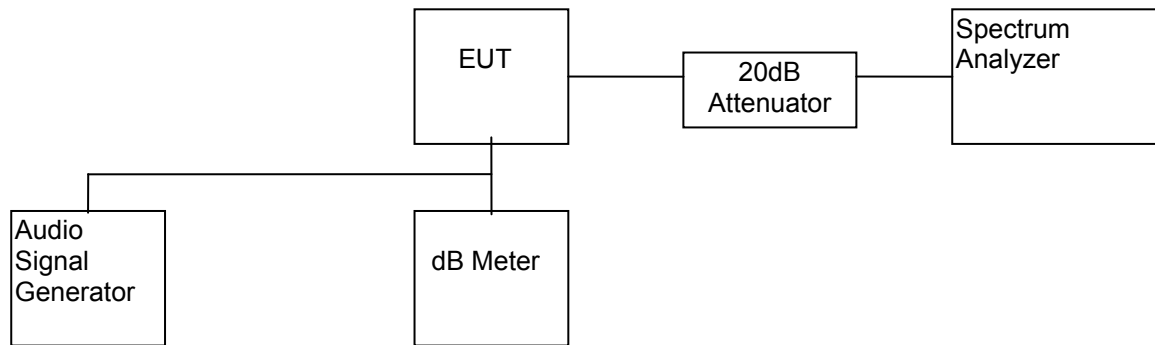 EUT
20dB
Attenuator
Spectrum
Analyzer
Audio
Signal
Generator
dB Meter